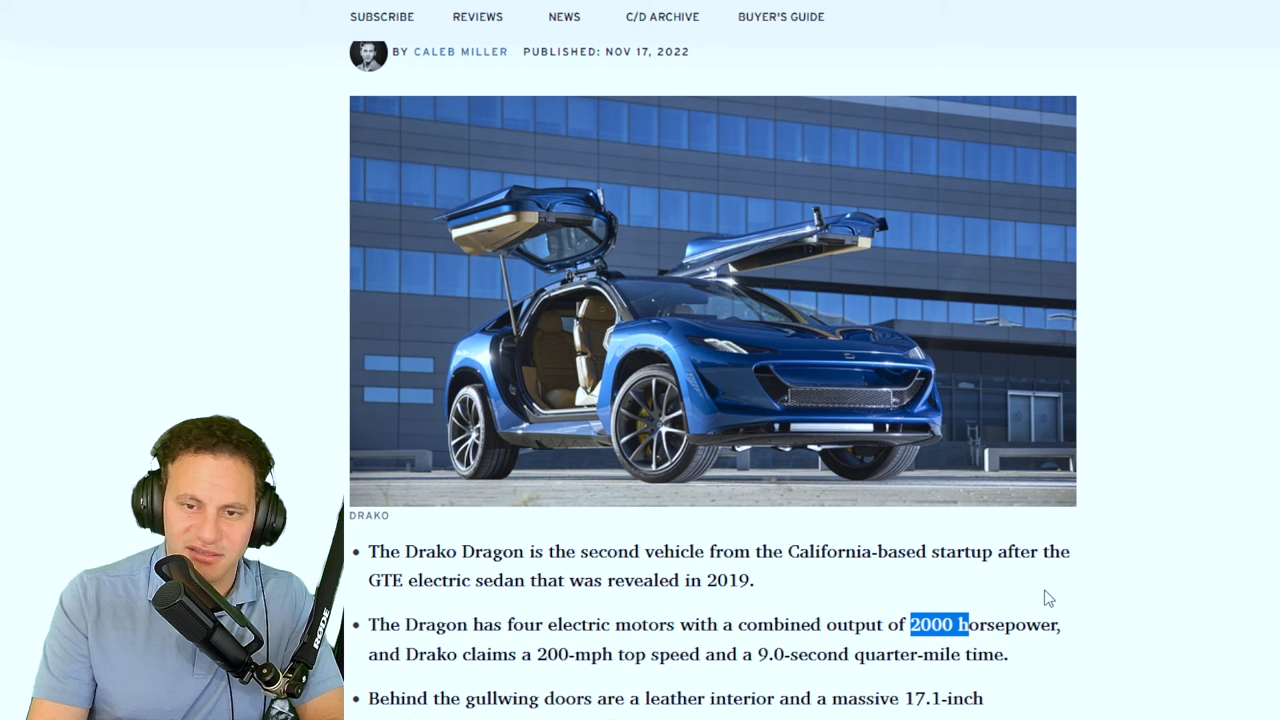 SUBSCRIBE REVIEWS NEWS C/D ARCHIVE BUYER'S GUIDE
BY CALEB MILLER PUBLISHED: NOV 17, 2022
DRAKO
• The Drako Dragon is the second vehicle from the California-based startup after the
GTE electric sedan that was revealed in 2019.
• The Dragon has four electric motors with a combined output of 2000 horsepower,
and Drako claims a 200-mph top speed and a 9.0-second quarter-mile time.
• Behind the gullwing doors are a leather interior and a massive 17.1-inch
RØDE